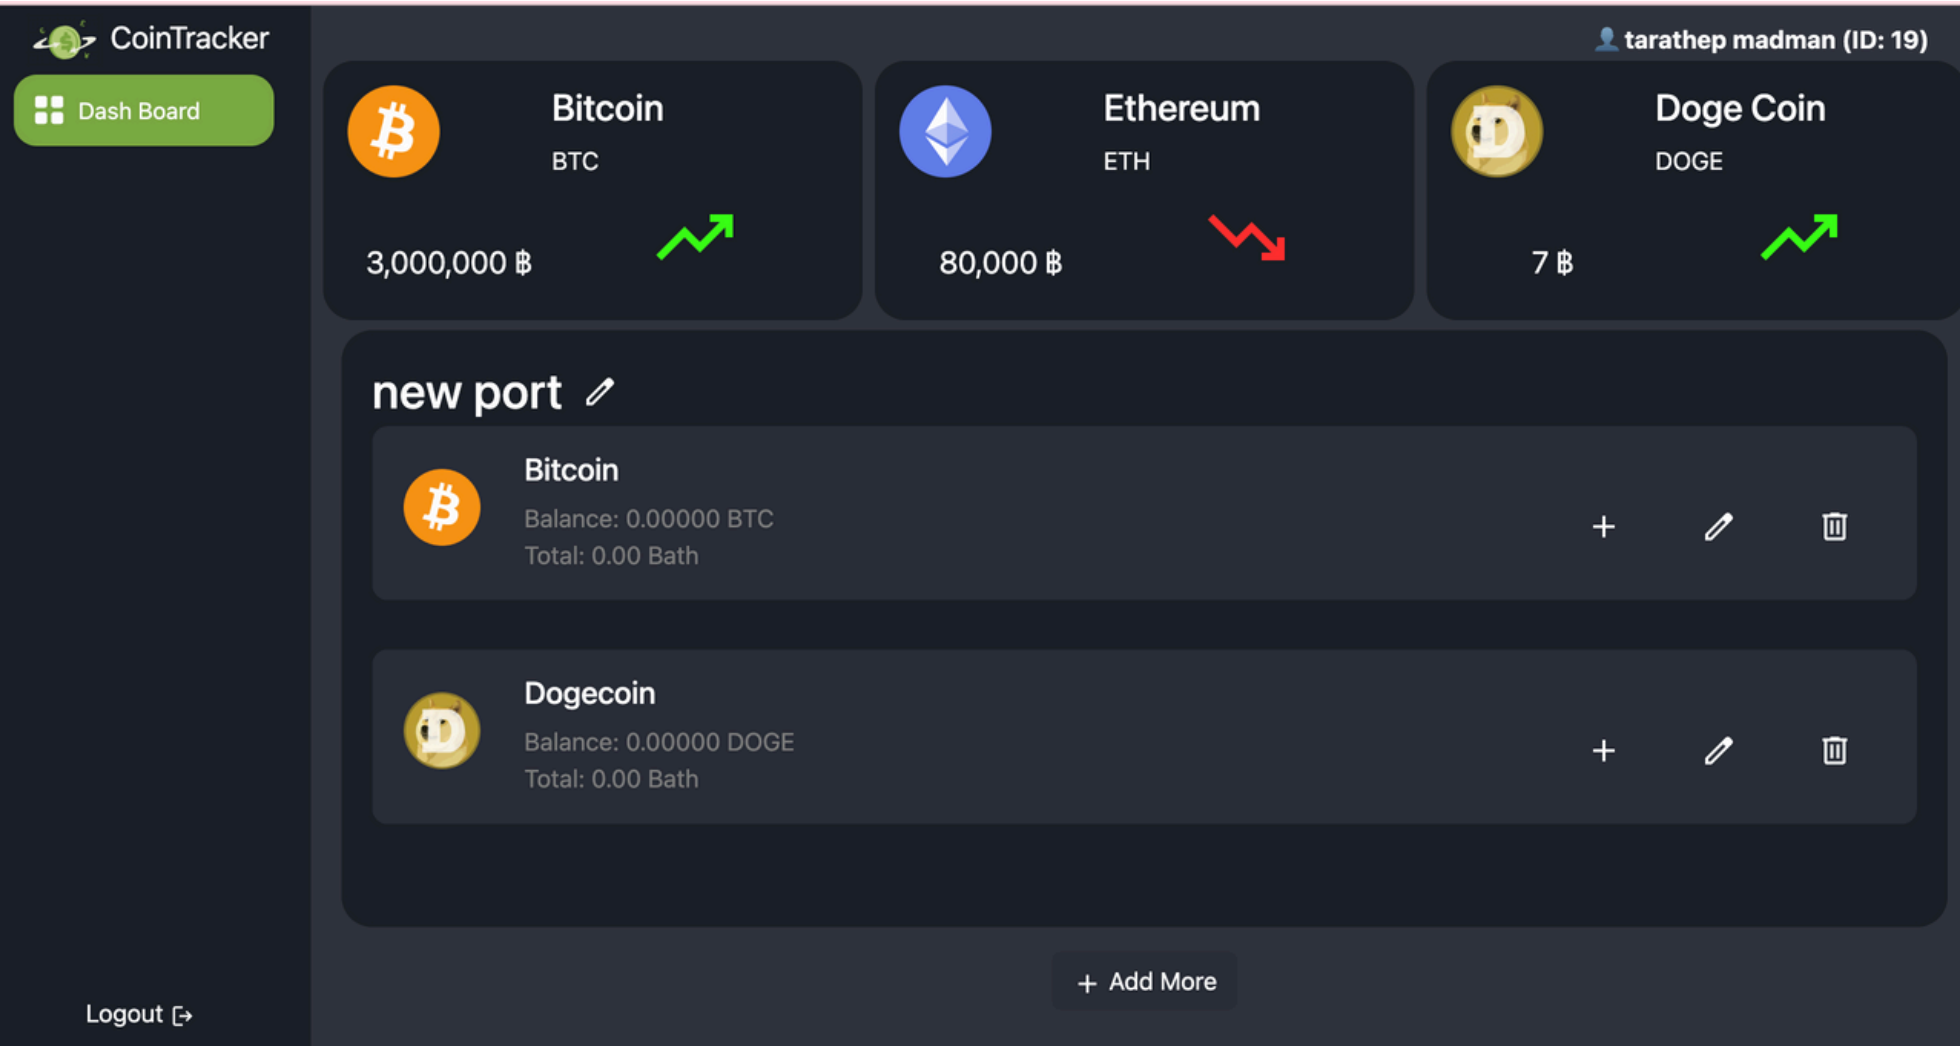 CoinTracker
tarathep madman (ID: 19)
Dash Board
Bitcoin
BTC
3,000,000 ฿
Ethereum
ETH
80,000 ฿
Doge Coin
DOGE
7 ฿
new port
Bitcoin
Balance: 0.00000 BTC
Total: 0.00 Bath
Dogecoin
Balance: 0.00000 DOGE
Total: 0.00 Bath
+ Add More
Logout